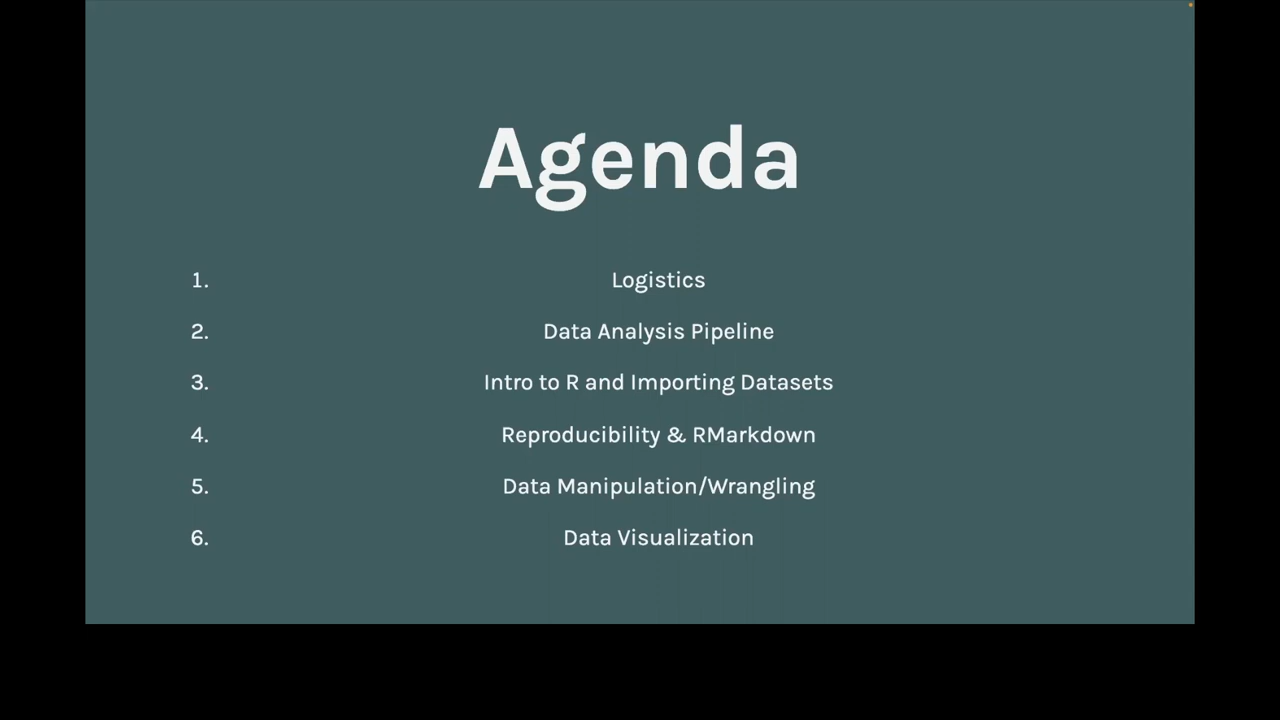 Agenda
1. Logistics
2. Data Analysis Pipeline
3. Intro to R and Importing Datasets
4. Reproducibility & RMarkdown
5. Data Manipulation/Wrangling
6. Data Visualization